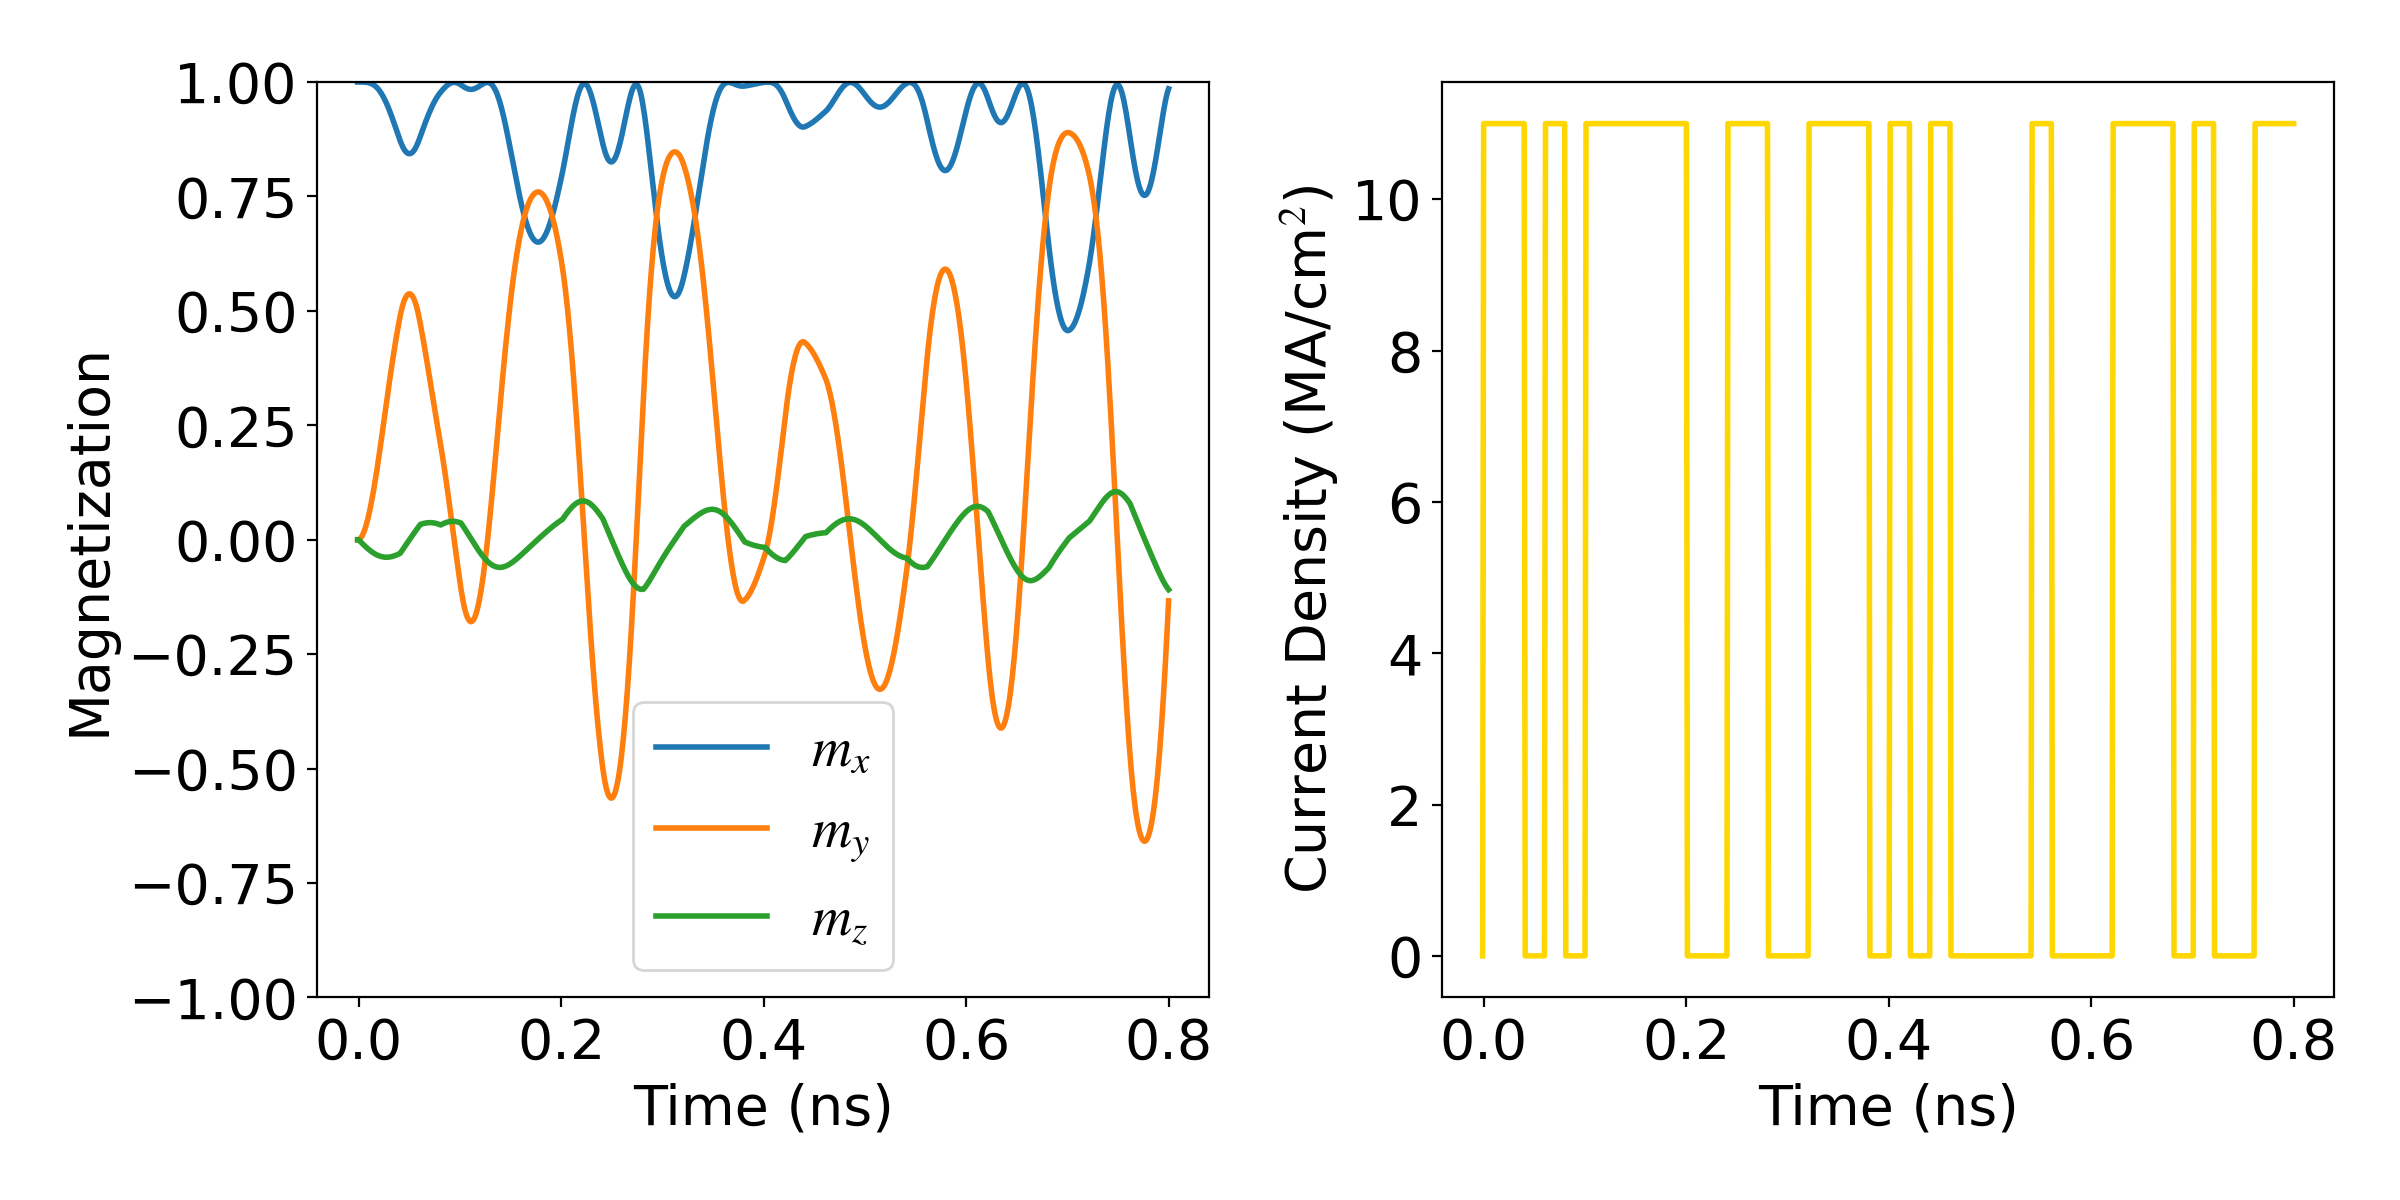 1.00
0.75
0.50
0.25
0.00
−0.25
−0.50
−0.75
−1.00
Magnetization
0.0 0.2 0.4 0.6 0.8
Time (ns)
m_x
m_y
m_z
10
8
6
4
2
0
Current Density (MA/cm²)
0.0 0.2 0.4 0.6 0.8
Time (ns)